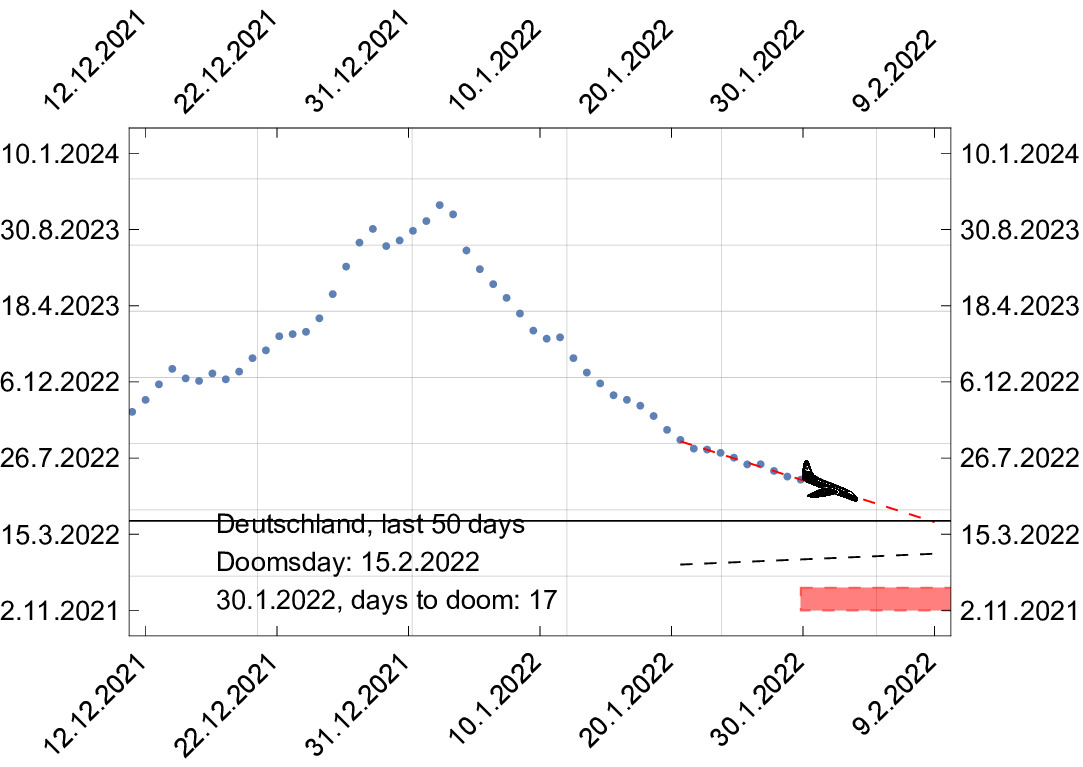 12.12.2021 22.12.2021 31.12.2021 10.1.2022 20.1.2022 30.1.2022 9.2.2022
10.1.2024 10.1.2024
30.8.2023 30.8.2023
18.4.2023 18.4.2023
6.12.2022 6.12.2022
26.7.2022 26.7.2022
Deutschland, last 50 days
15.3.2022 15.3.2022
Doomsday: 15.2.2022
30.1.2022, days to doom: 17
2.11.2021 2.11.2021
12.12.2021 22.12.2021 31.12.2021 10.1.2022 20.1.2022 30.1.2022 9.2.2022